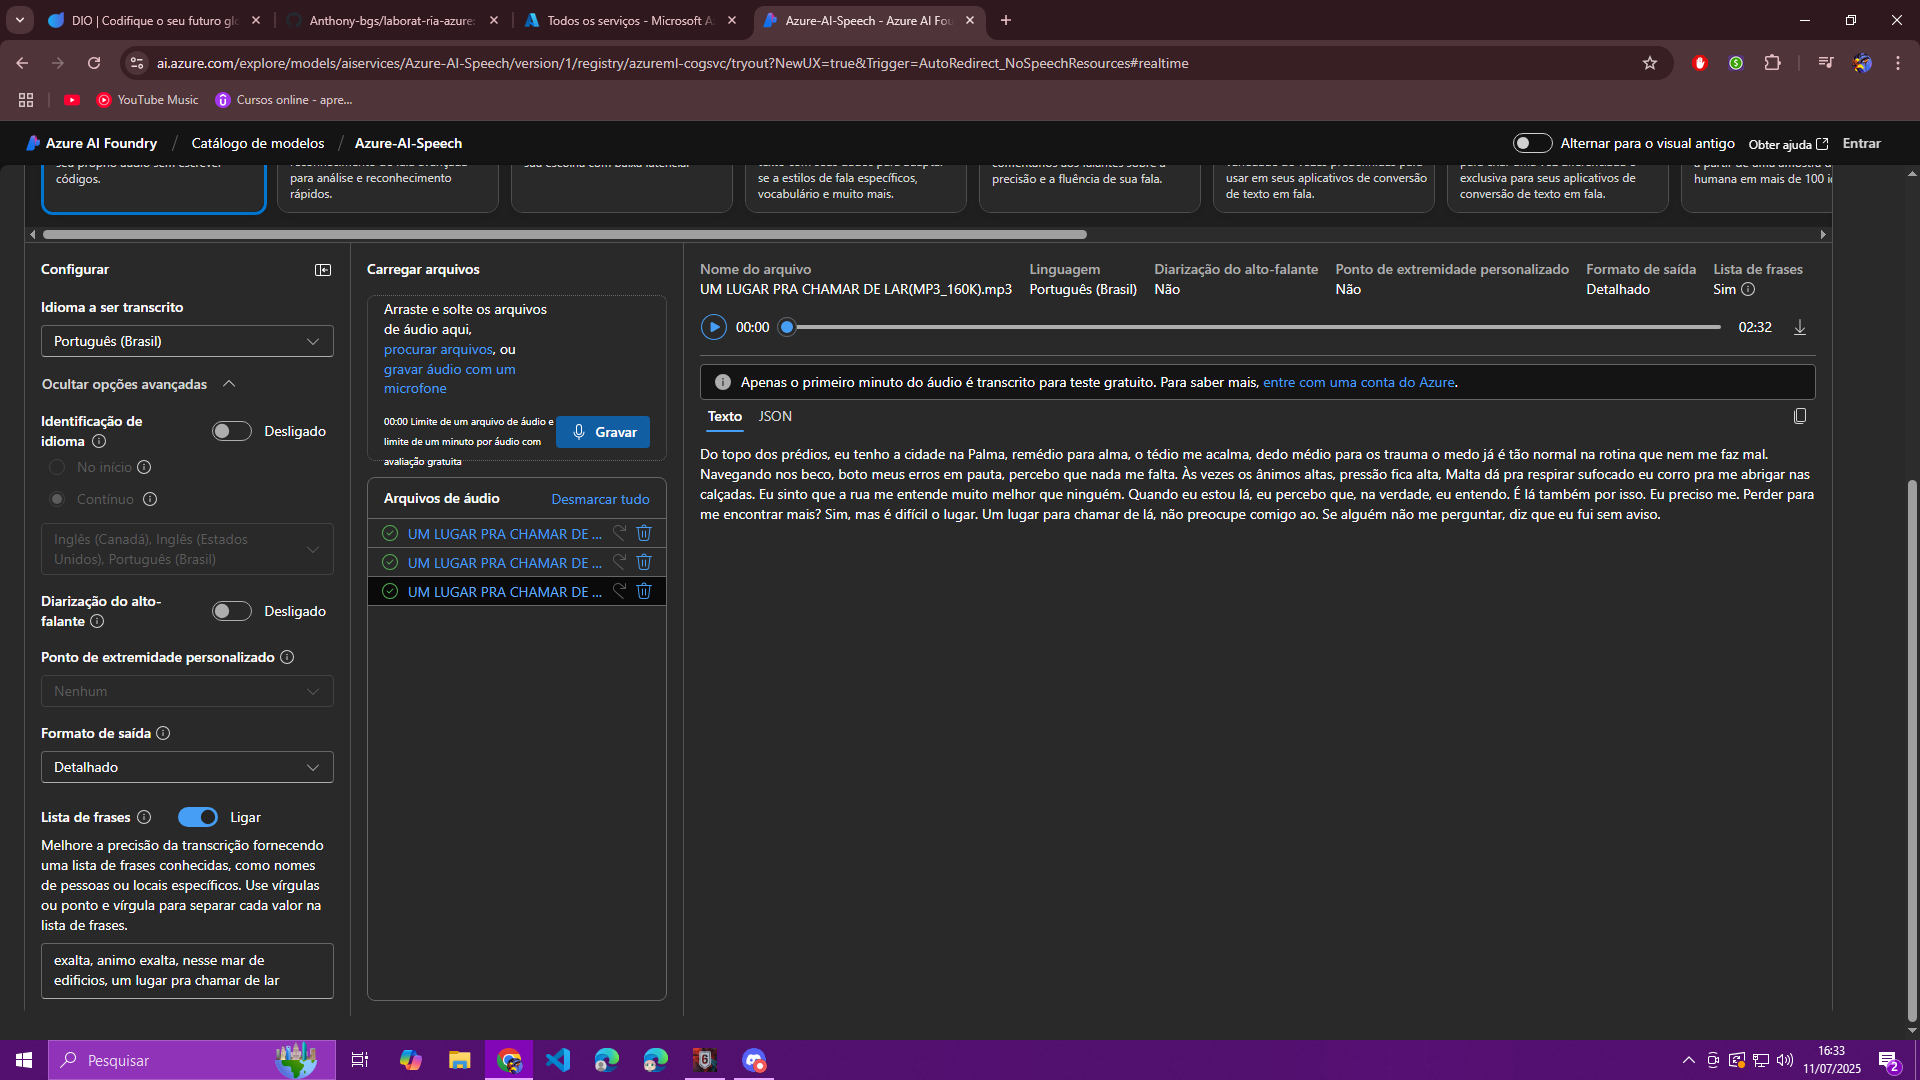 DIO | Codifique o seu futuro glo
Anthony-bgs/laborat-ria-azure:
Todos os serviços - Microsoft A
Azure-AI-Speech - Azure AI Fou
ai.azure.com/explore/models/aiservices/Azure-AI-Speech/version/1/registry/azureml-cogsvc/tryout?NewUX=true&Trigger=AutoRedirect_NoSpeechResources#realtime
YouTube Music
Cursos online - apre...
Azure AI Foundry / Catálogo de modelos / Azure-AI-Speech
Alternar para o visual antigo
Obter ajuda
Entrar
seu próprio áudio sem escrever
códigos.
para análise e reconhecimento
rápidos.
sua escolha com baixa latência.
se a estilos de fala específicos,
vocabulário e muito mais.
comentários aos falantes sobre a
precisão e a fluência de sua fala.
usar em seus aplicativos de conversão
de texto em fala.
exclusiva para seus aplicativos de
conversão de texto em fala.
humana em mais de 100 i
Configurar
Idioma a ser transcrito
Português (Brasil)
Ocultar opções avançadas
Identificação de
idioma
Desligado
No início
Contínuo
Inglês (Canadá), Inglês (Estados
Unidos), Português (Brasil)
Diarização do alto-
falante
Desligado
Ponto de extremidade personalizado
Nenhum
Formato de saída
Detalhado
Lista de frases
Ligar
Melhore a precisão da transcrição fornecendo
uma lista de frases conhecidas, como nomes
de pessoas ou locais específicos. Use vírgulas
ou ponto e vírgula para separar cada valor na
lista de frases.
exalta, animo exalta, nesse mar de
edificios, um lugar pra chamar de lar
Carregar arquivos
Arraste e solte os arquivos
de áudio aqui,
procurar arquivos, ou
gravar áudio com um
microfone
00:00 Limite de um arquivo de áudio e
limite de um minuto por áudio com
avaliação gratuita
Gravar
Arquivos de áudio
Desmarcar tudo
UM LUGAR PRA CHAMAR DE ...
UM LUGAR PRA CHAMAR DE ...
UM LUGAR PRA CHAMAR DE ...
Nome do arquivo
UM LUGAR PRA CHAMAR DE LAR(MP3_160K).mp3
Linguagem
Português (Brasil)
Diarização do alto-falante
Não
Ponto de extremidade personalizado
Não
Formato de saída
Detalhado
Lista de frases
Sim
00:00
02:32
Apenas o primeiro minuto do áudio é transcrito para teste gratuito. Para saber mais, entre com uma conta do Azure.
Texto
JSON
Do topo dos prédios, eu tenho a cidade na Palma, remédio para alma, o tédio me acalma, dedo médio para os trauma o medo já é tão normal na rotina que nem me faz mal.
Navegando nos beco, boto meus erros em pauta, percebo que nada me falta. Às vezes os ânimos altas, pressão fica alta, Malta dá pra respirar sufocado eu corro pra me abrigar nas
calçadas. Eu sinto que a rua me entende muito melhor que ninguém. Quando eu estou lá, eu percebo que, na verdade, eu entendo. É lá também por isso. Eu preciso me. Perder para
me encontrar mais? Sim, mas é difícil o lugar. Um lugar para chamar de lá, não preocupe comigo ao. Se alguém não me perguntar, diz que eu fui sem aviso.
Pesquisar
16:33
11/07/2025
2